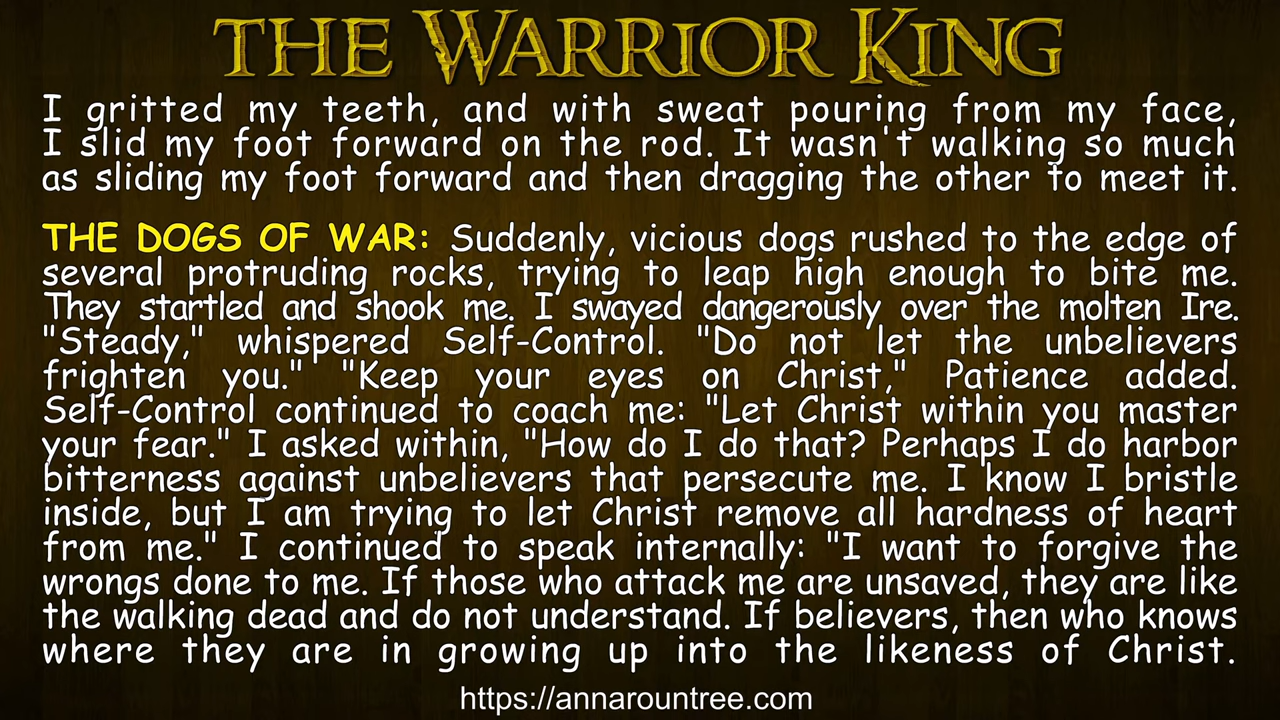 THE WARRIOR KING
I gritted my teeth, and with sweat pouring from my face,
I slid my foot forward on the rod. It wasn't walking so much
as sliding my foot forward and then dragging the other to meet it.
THE DOGS OF WAR: Suddenly, vicious dogs rushed to the edge of
several protruding rocks, trying to leap high enough to bite me.
They startled and shook me. I swayed dangerously over the molten Ire.
"Steady," whispered Self-Control. "Do not let the unbelievers
frighten you." "Keep your eyes on Christ," Patience added.
Self-Control continued to coach me: "Let Christ within you master
your fear." I asked within, "How do I do that? Perhaps I do harbor
bitterness against unbelievers that persecute me. I know I bristle
inside, but I am trying to let Christ remove all hardness of heart
from me." I continued to speak internally: "I want to forgive the
wrongs done to me. If those who attack me are unsaved, they are like
the walking dead and do not understand. If believers, then who knows
where they are in growing up into the likeness of Christ.
https://annarountree.com